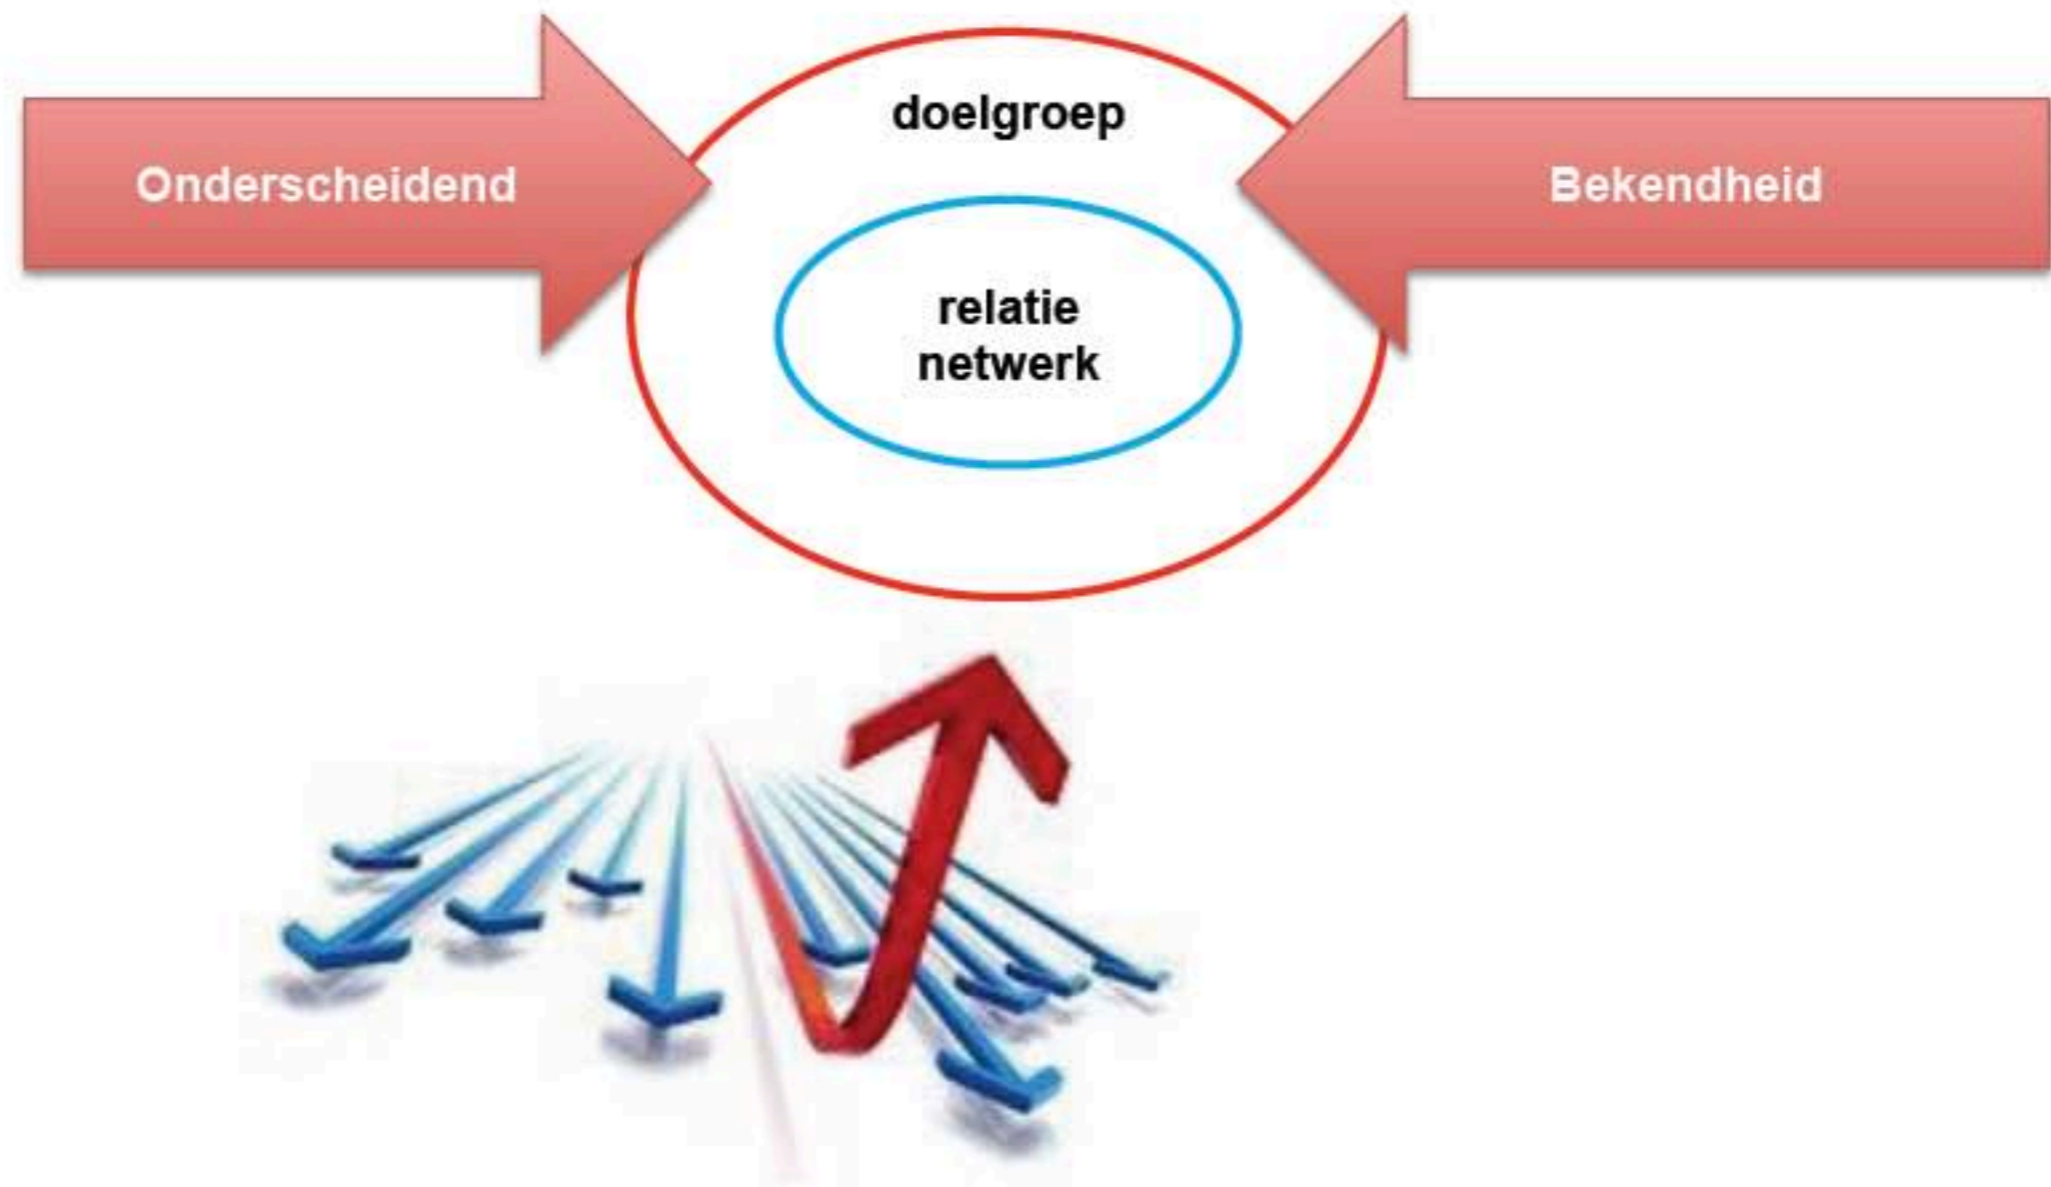 doelgroep
Onderscheidend
Bekendheid
relatie
netwerk